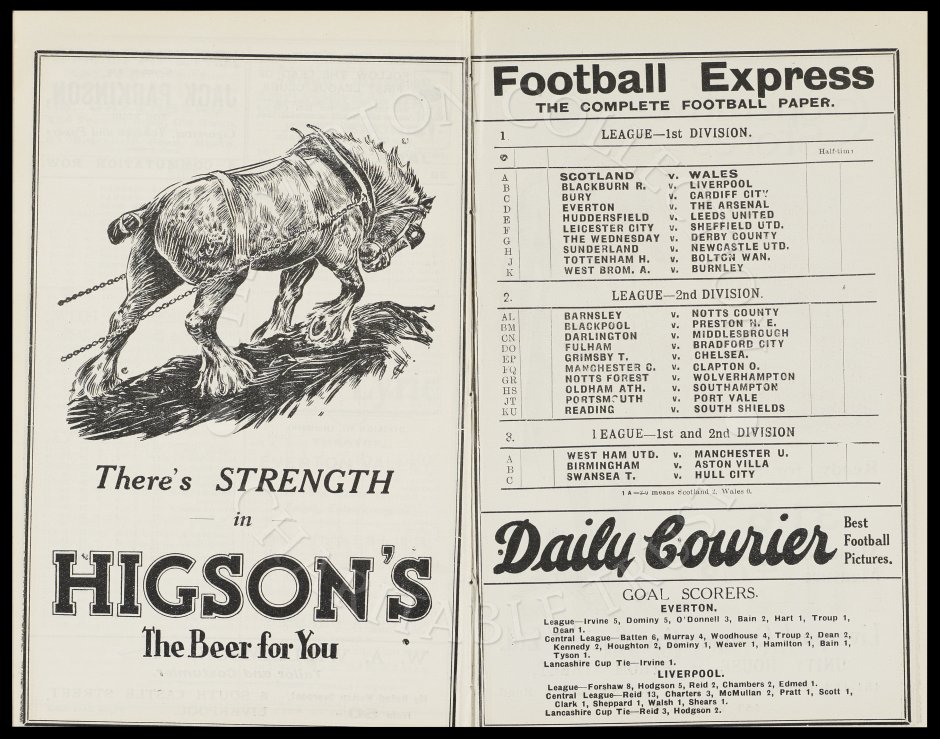 There's STRENGTH
in
HIGSON'S
The Beer for You
Football Express
THE COMPLETE FOOTBALL PAPER.
1 LEAGUE—1st DIVISION.
Half-time
A SCOTLAND v. WALES
B BLACKBURN R. v. LIVERPOOL
C BURY v. CARDIFF CITY
D EVERTON v. THE ARSENAL
E HUDDERSFIELD v. LEEDS UNITED
F LEICESTER CITY v. SHEFFIELD UTD.
G THE WEDNESDAY v. DERBY COUNTY
H SUNDERLAND v. NEWCASTLE UTD.
J TOTTENHAM H. v. BOLTON WAN.
K WEST BROM. A. v. BURNLEY
2. LEAGUE—2nd DIVISION.
AL BARNSLEY v. NOTTS COUNTY
BM BLACKPOOL v. PRESTON N. E.
CN DARLINGTON v. MIDDLESBROUGH
DO FULHAM v. BRADFORD CITY
EP GRIMSBY T. v. CHELSEA.
FQ MANCHESTER C. v. CLAPTON O.
GR NOTTS FOREST v. WOLVERHAMPTON
HS OLDHAM ATH. v. SOUTHAMPTON
JT PORTSMOUTH v. PORT VALE
KU READING v. SOUTH SHIELDS
3. LEAGUE—1st and 2nd DIVISION
A WEST HAM UTD. v. MANCHESTER U.
B BIRMINGHAM v. ASTON VILLA
C SWANSEA T. v. HULL CITY
1 A—2.0 means Scotland 2, Wales 0.
Daily Courier
Best
Football
Pictures.
GOAL SCORERS.
EVERTON.
League—Irvine 5, Dominy 5, O'Donnell 3, Bain 2, Hart 1, Troup 1,
Dean 1.
Central League—Batten 6, Murray 4, Woodhouse 4, Troup 2, Dean 2,
Kennedy 2, Houghton 2, Dominy 1, Weaver 1, Hamilton 1, Bain 1,
Tyson 1.
Lancashire Cup Tie—Irvine 1.
LIVERPOOL.
League—Forshaw 8, Hodgson 5, Reid 2, Chambers 2, Edmed 1.
Central League—Reid 13, Charters 3, McMullan 2, Pratt 1, Scott 1,
Clark 1, Sheppard 1, Walsh 1, Shears 1.
Lancashire Cup Tie—Reid 3, Hodgson 2.